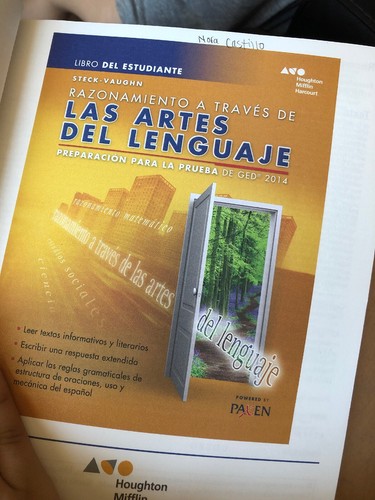 Nora Castillo
LIBRO DEL ESTUDIANTE
Houghton
Mifflin
Harcourt
STECK-VAUGHN
RAZONAMIENTO A TRAVÉS DE
LAS ARTES
DEL LENGUAJE
PREPARACIÓN PARA LA PRUEBA DE GED® 2014
razonamiento matemático
razonamiento a través de las artes
del lenguaje
sociales
ciencia
• Leer textos informativos y literarios
• Escribir una respuesta extendida
• Aplicar las reglas gramaticales de
estructura de oraciones, uso y
mecánica del español
POWERED BY
PAXEN
Houghton
Mifflin